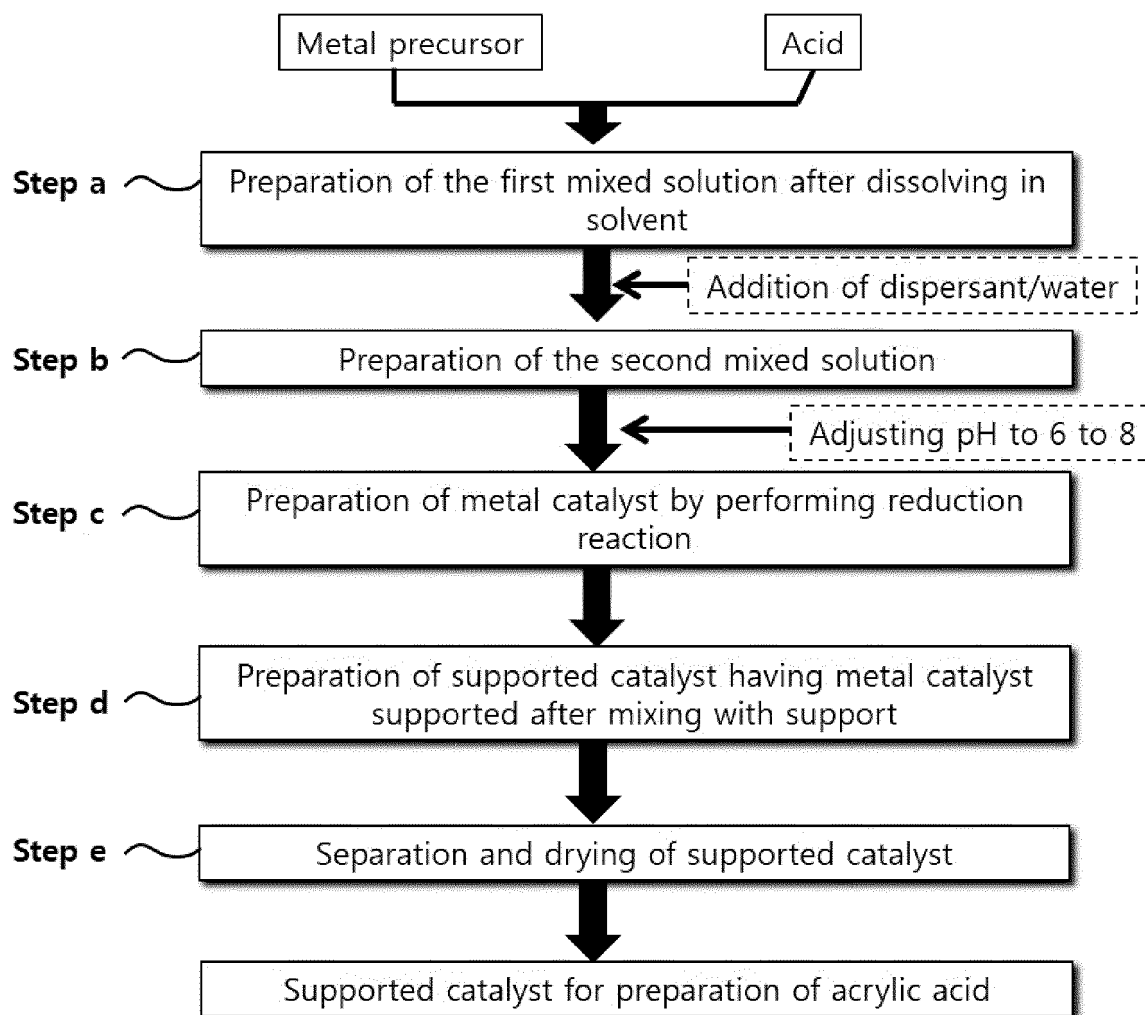 Metal precursor
Acid
Step a
Preparation of the first mixed solution after dissolving in
solvent
Addition of dispersant/water
Step b
Preparation of the second mixed solution
Adjusting pH to 6 to 8
Step c
Preparation of metal catalyst by performing reduction
reaction
Step d
Preparation of supported catalyst having metal catalyst
supported after mixing with support
Step e
Separation and drying of supported catalyst
Supported catalyst for preparation of acrylic acid